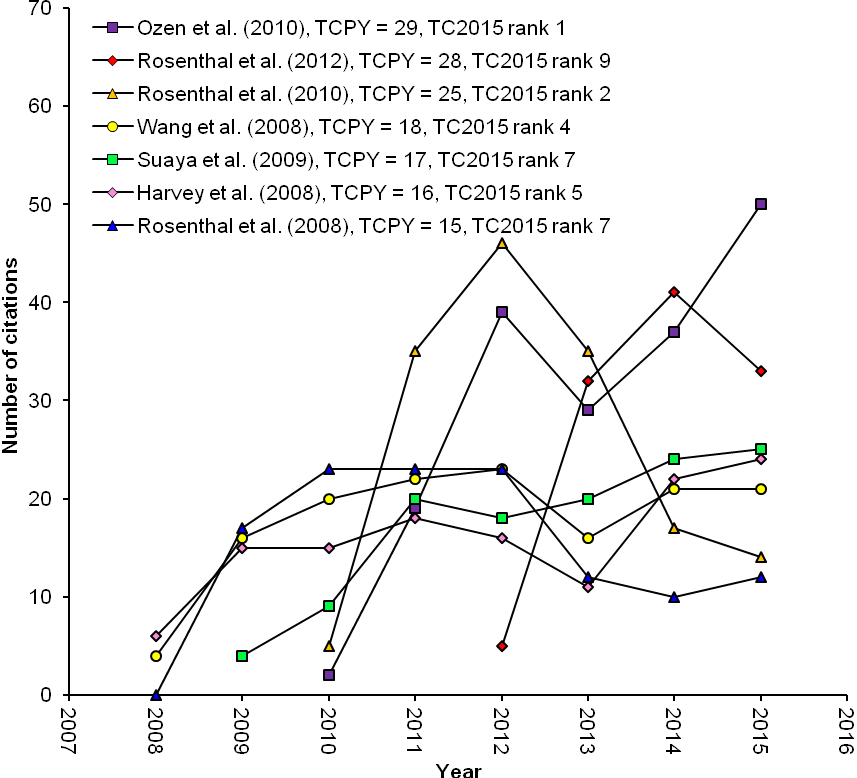 70
60
50
40
30
20
10
0
Number of citations
Ozen et al. (2010), TCPY = 29, TC2015 rank 1
Rosenthal et al. (2012), TCPY = 28, TC2015 rank 9
Rosenthal et al. (2010), TCPY = 25, TC2015 rank 2
Wang et al. (2008), TCPY = 18, TC2015 rank 4
Suaya et al. (2009), TCPY = 17, TC2015 rank 7
Harvey et al. (2008), TCPY = 16, TC2015 rank 5
Rosenthal et al. (2008), TCPY = 15, TC2015 rank 7
2007
2008
2009
2010
2011
2012
2013
2014
2015
2016
Year